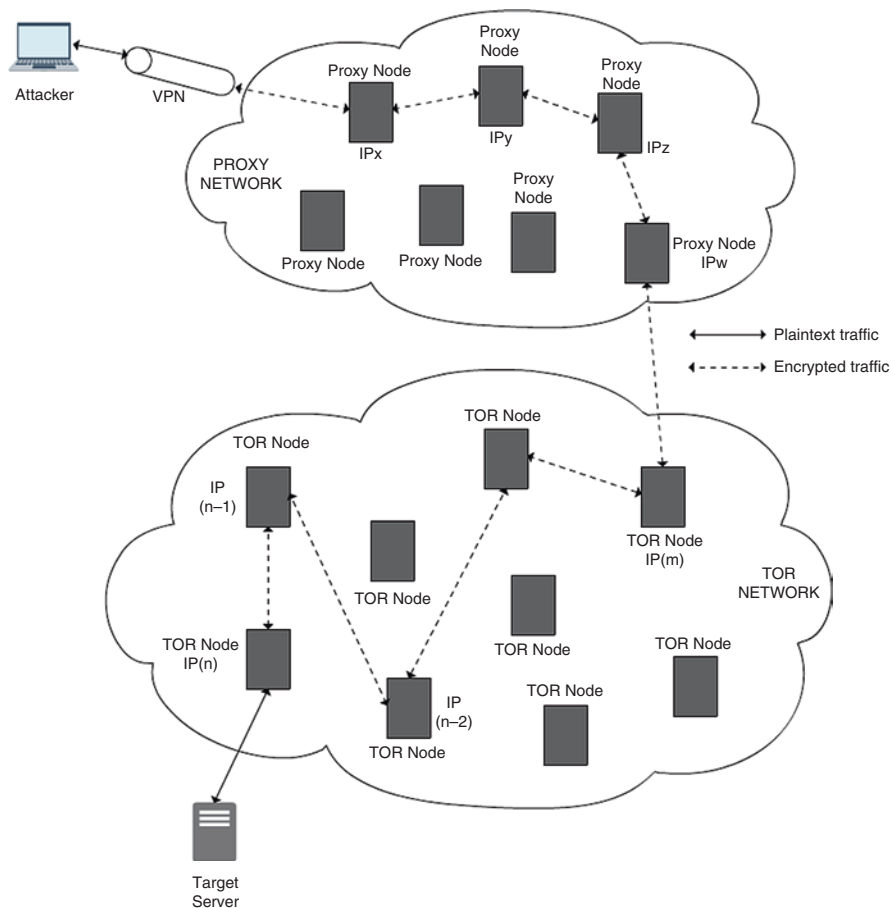 Attacker
VPN
Proxy Node
IPx
Proxy
Node
IPy
Proxy
Node
IPz
PROXY
NETWORK
Proxy Node
Proxy Node
Proxy
Node
Proxy Node
IPw
Plaintext traffic
Encrypted traffic
TOR Node
IP
(n–1)
TOR Node
TOR Node
IP(m)
TOR
NETWORK
TOR Node
TOR Node
TOR Node
IP(n)
TOR Node
IP
(n–2)
TOR Node
TOR Node
Target
Server